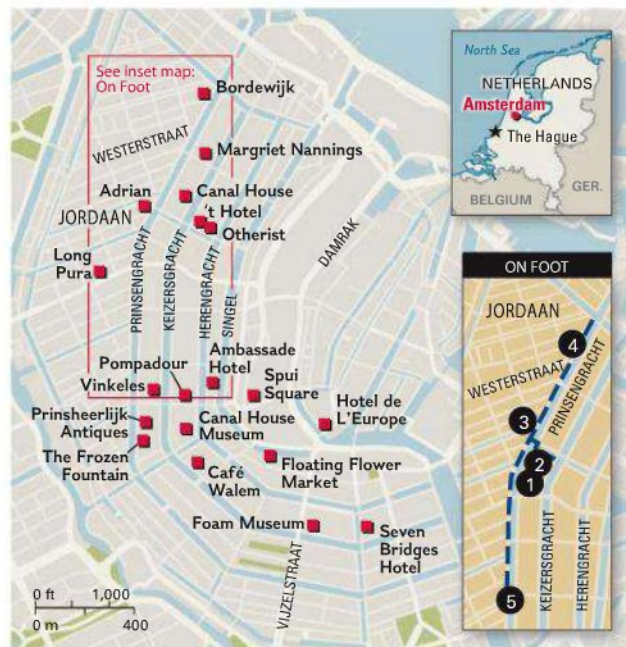 See inset map:
On Foot
Bordewijk
WESTERSTRAAT
Margriet Nannings
Adrian
Canal House
't Hotel
JORDAAN
Otherist
Long
Pura
DAMRAK
PRINSENGRACHT
KEIZERSGRACHT
HERENGRACHT
SINGEL
Pompadour
Ambassade
Hotel
Vinkeles
Spui
Square
Hotel de
L'Europe
Prinsheerlijk
Antiques
Canal House
Museum
The Frozen
Fountain
Café
Walem
Floating Flower
Market
Foam Museum
Seven
Bridges
Hotel
VIJZELSTRAAT
0 ft 1,000
0 m 400
North Sea
NETHERLANDS
Amsterdam
The Hague
BELGIUM
GER.
ON FOOT
JORDAAN
4
WESTERSTRAAT
PRINSENGRACHT
3
2
1
KEIZERSGRACHT
HERENGRACHT
5